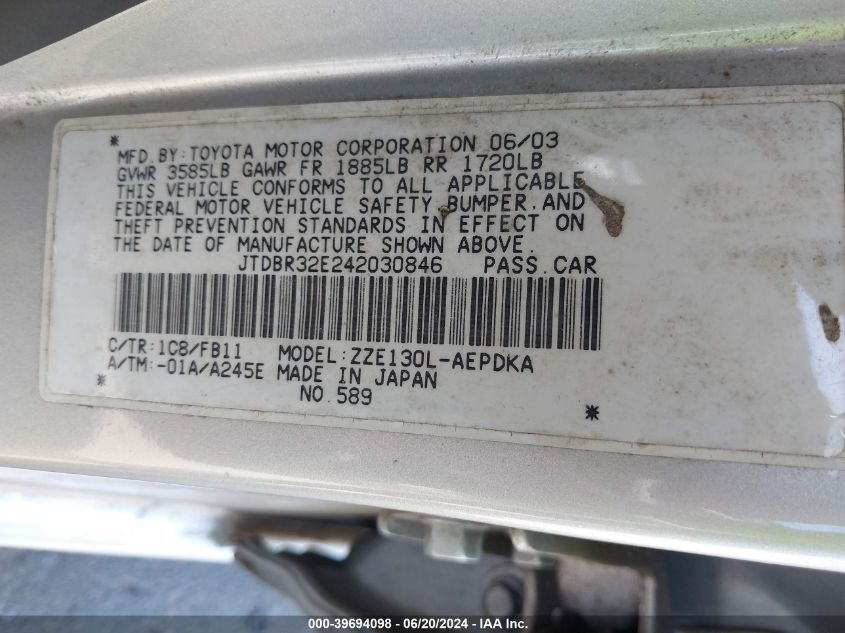 MFD.BY:TOYOTA MOTOR CORPORATION 06/03
GVWR 3585LB GAWR FR 1885LB RR 1720LB
THIS VEHICLE CONFORMS TO ALL APPLICABLE
FEDERAL MOTOR VEHICLE SAFETY,BUMPER,AND
THEFT PREVENTION STANDARDS IN EFFECT ON
THE DATE OF MANUFACTURE SHOWN ABOVE.
JTDBR32E242030846 PASS.CAR
C/TR:1C8/FB11 MODEL:ZZE130L-AEPDKA
A/TM:-01A/A245E MADE IN JAPAN
NO.589
000-39694098 - 06/20/2024 - IAA Inc.